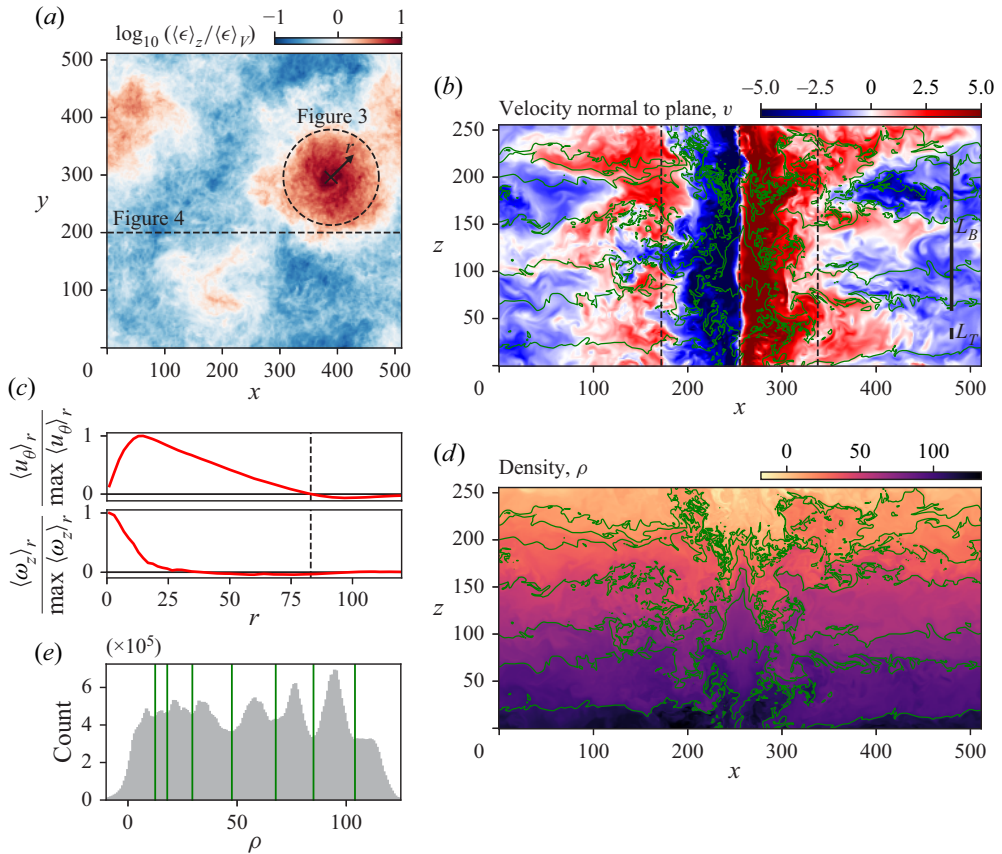 (a)
log10 (⟨ϵ⟩z/⟨ϵ⟩V)
−1 0 1
500
400
300
200
100
0 100 200 300 400 500
y
x
Figure 3
r
Figure 4
(b)
Velocity normal to plane, v
−5.0 −2.5 0 2.5 5.0
250
200
150
100
50
0 100 200 300 400 500
z
x
LB
LT
(c)
⟨uθ⟩r
max ⟨uθ⟩r
1
0
⟨ωz⟩r
max ⟨ωz⟩r
1
0
0 25 50 75 100
r
(d)
Density, ρ
0 50 100
250
200
150
100
50
0 100 200 300 400 500
z
x
(e)
(×10⁵)
6
4
2
0
Count
0 50 100
ρ